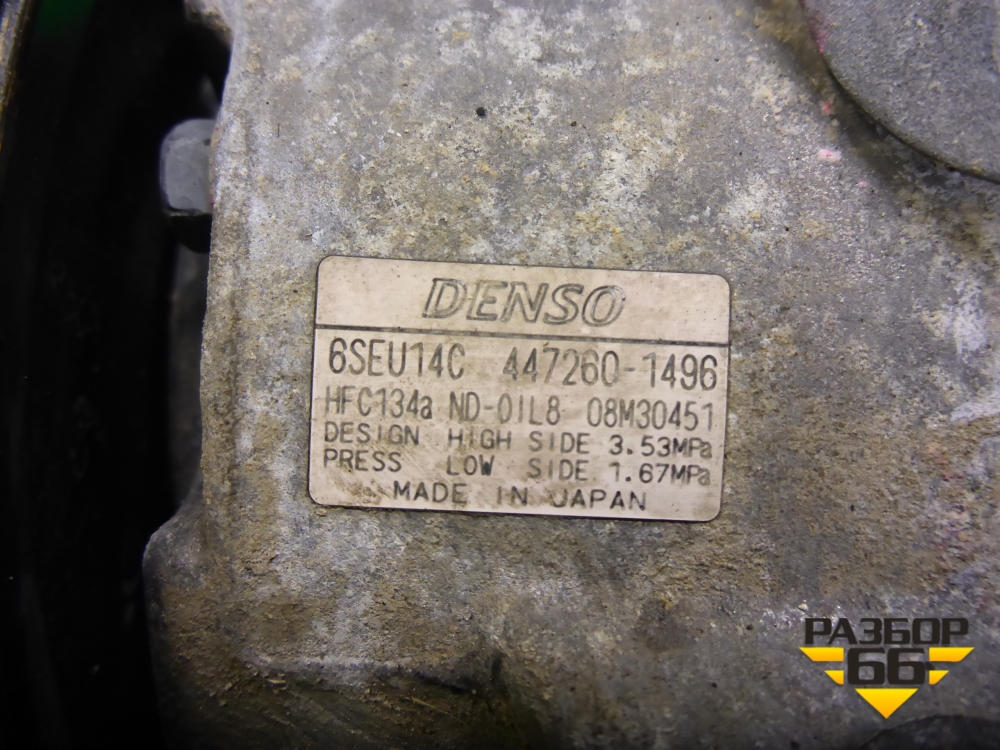 DENSO
6SEU14C 447260-1496
HFC134a ND-OIL8 08M30451
DESIGN HIGH SIDE 3.53MPa
PRESS LOW SIDE 1.67MPa
MADE IN JAPAN
РАЗБОР
66